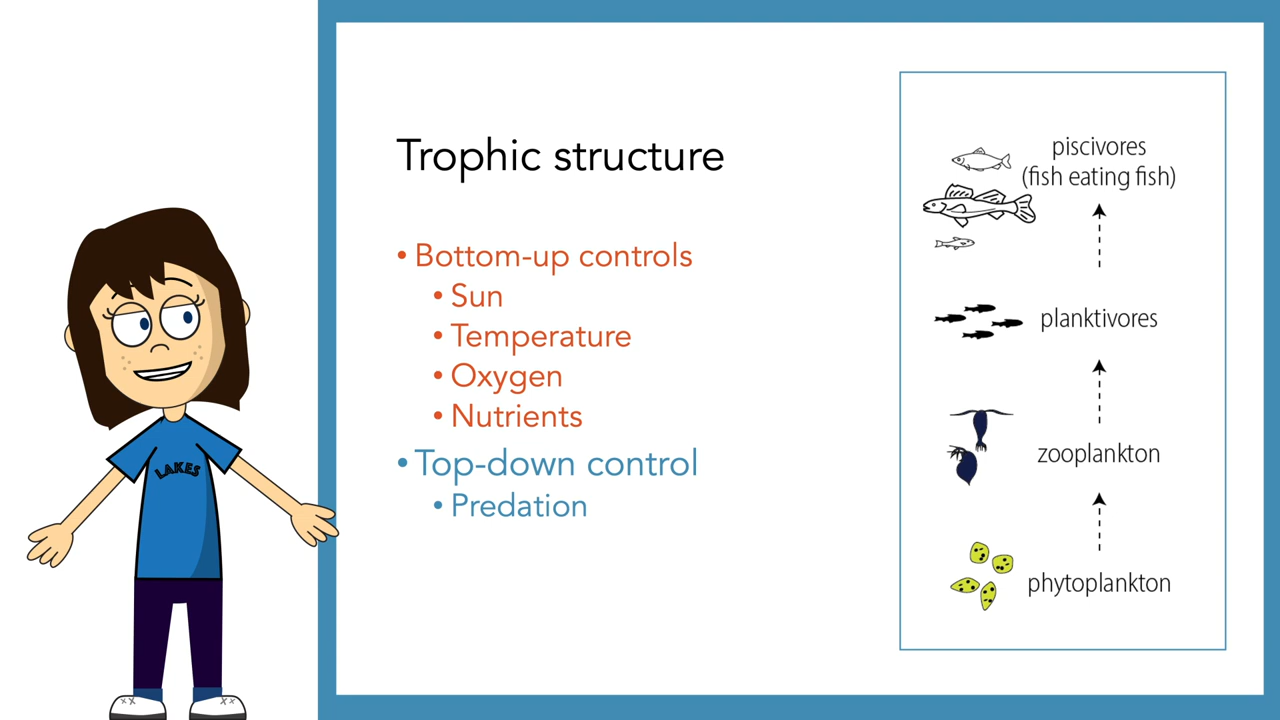 Trophic structure
• Bottom-up controls
• Sun
• Temperature
• Oxygen
• Nutrients
• Top-down control
• Predation
piscivores
(fish eating fish)
planktivores
zooplankton
phytoplankton
LAKES